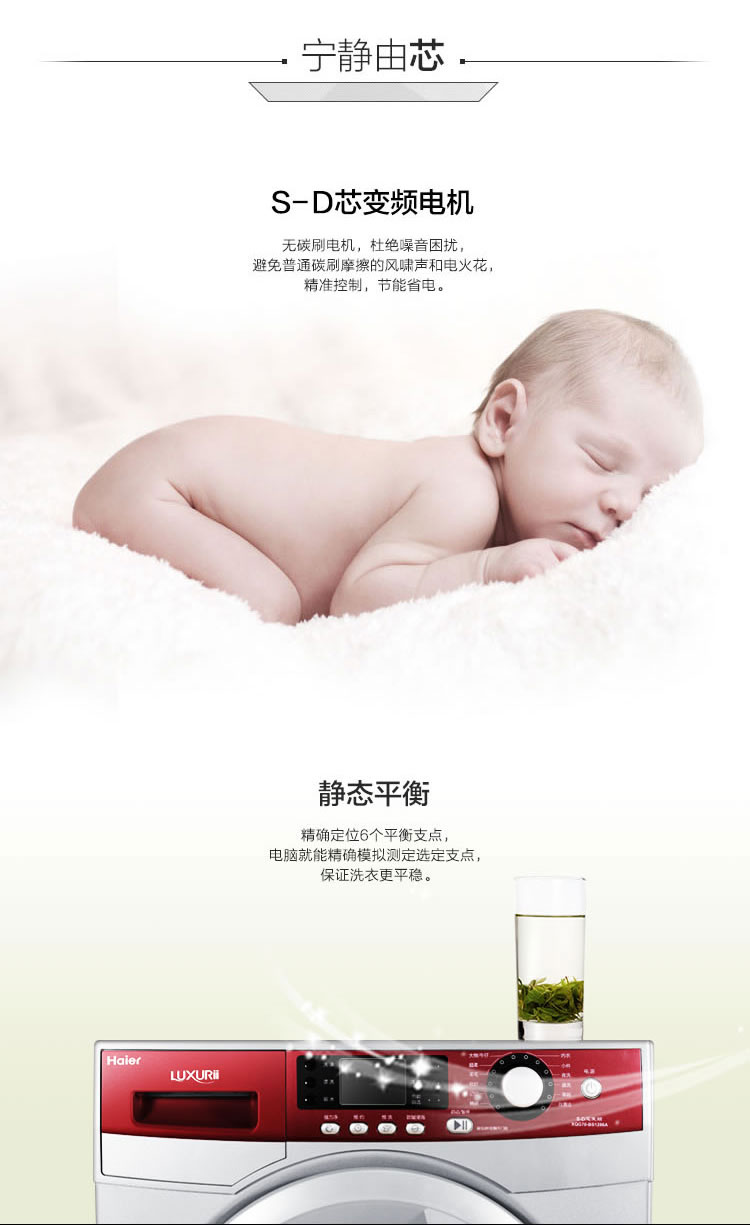 宁静由芯
S-D芯变频电机
无碳刷电机，杜绝噪音困扰，
避免普通碳刷摩擦的风啸声和电火花，
精准控制，节能省电。
静态平衡
精确定位6个平衡支点，
电脑就能精确模拟测定选定支点，
保证洗衣更平稳。
Haier
LUXURii
电源